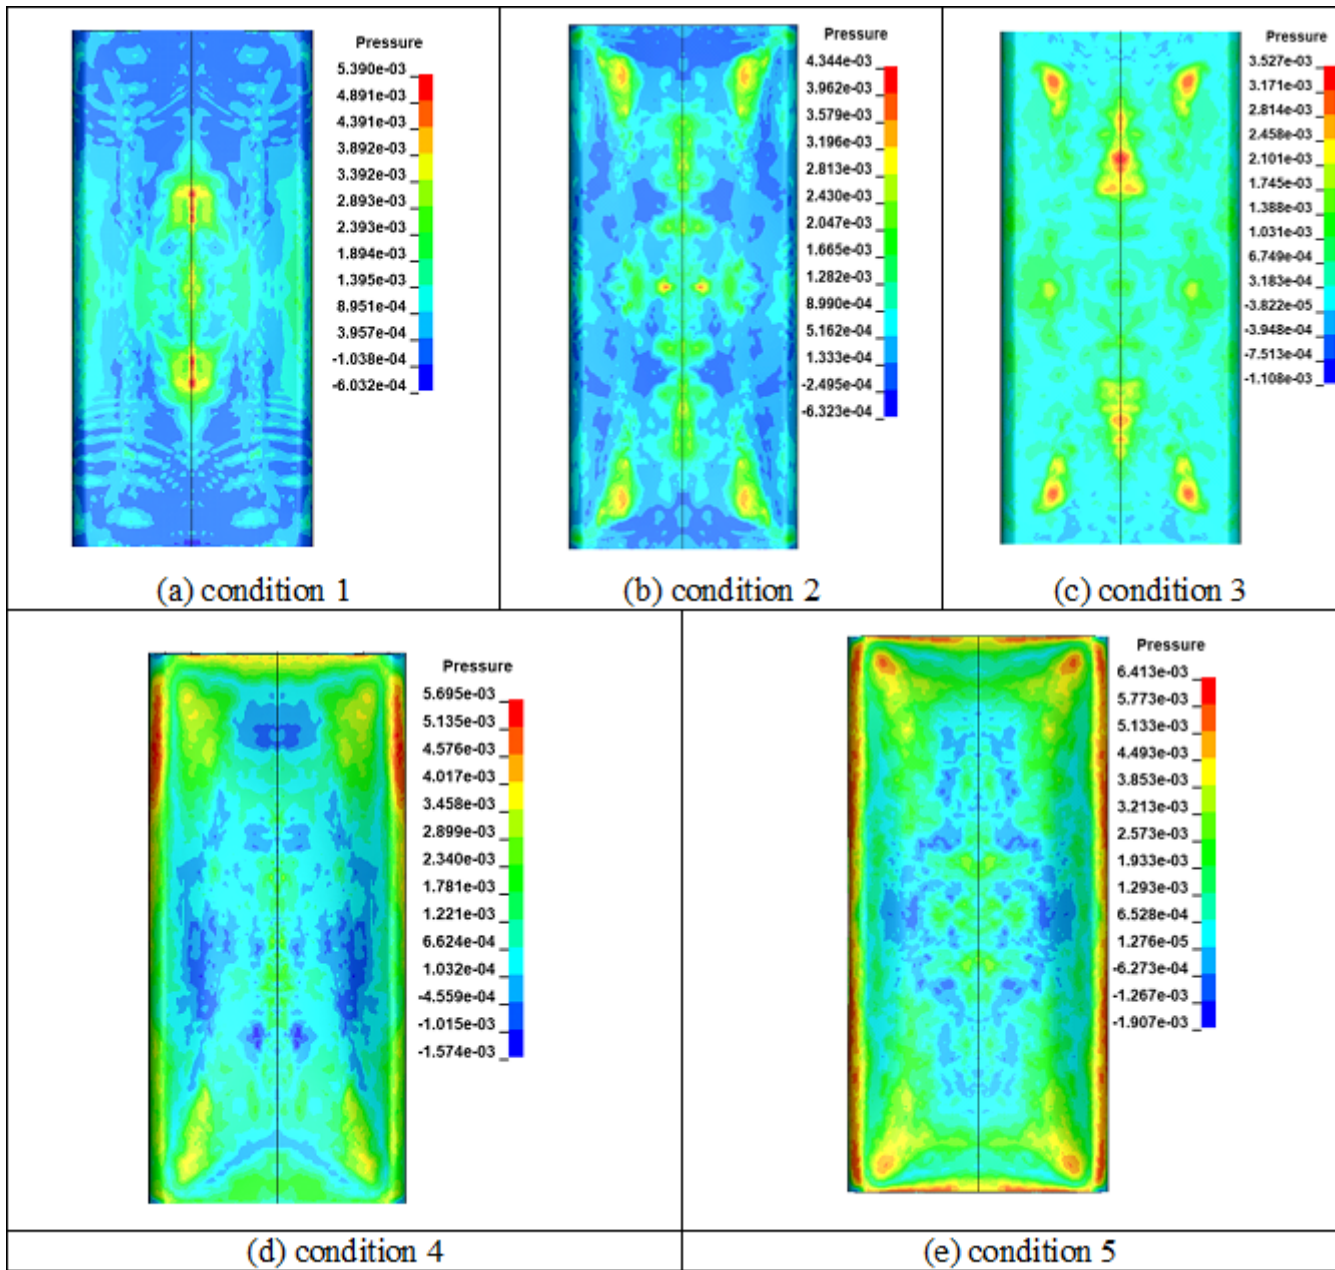 Pressure
5.390e-03
4.891e-03
4.391e-03
3.892e-03
3.392e-03
2.893e-03
2.393e-03
1.894e-03
1.395e-03
8.951e-04
3.957e-04
-1.038e-04
-6.032e-04
(a) condition 1
Pressure
4.344e-03
3.962e-03
3.579e-03
3.196e-03
2.813e-03
2.430e-03
2.047e-03
1.665e-03
1.282e-03
8.990e-04
5.162e-04
1.333e-04
-2.495e-04
-6.323e-04
(b) condition 2
Pressure
3.527e-03
3.171e-03
2.814e-03
2.458e-03
2.101e-03
1.745e-03
1.388e-03
1.031e-03
6.749e-04
3.183e-04
-3.822e-05
-3.948e-04
-7.513e-04
-1.108e-03
(c) condition 3
Pressure
5.695e-03
5.135e-03
4.576e-03
4.017e-03
3.458e-03
2.899e-03
2.340e-03
1.781e-03
1.221e-03
6.624e-04
1.032e-04
-4.559e-04
-1.015e-03
-1.574e-03
(d) condition 4
Pressure
6.413e-03
5.773e-03
5.133e-03
4.493e-03
3.853e-03
3.213e-03
2.573e-03
1.933e-03
1.293e-03
6.528e-04
1.276e-05
-6.273e-04
-1.267e-03
-1.907e-03
(e) condition 5